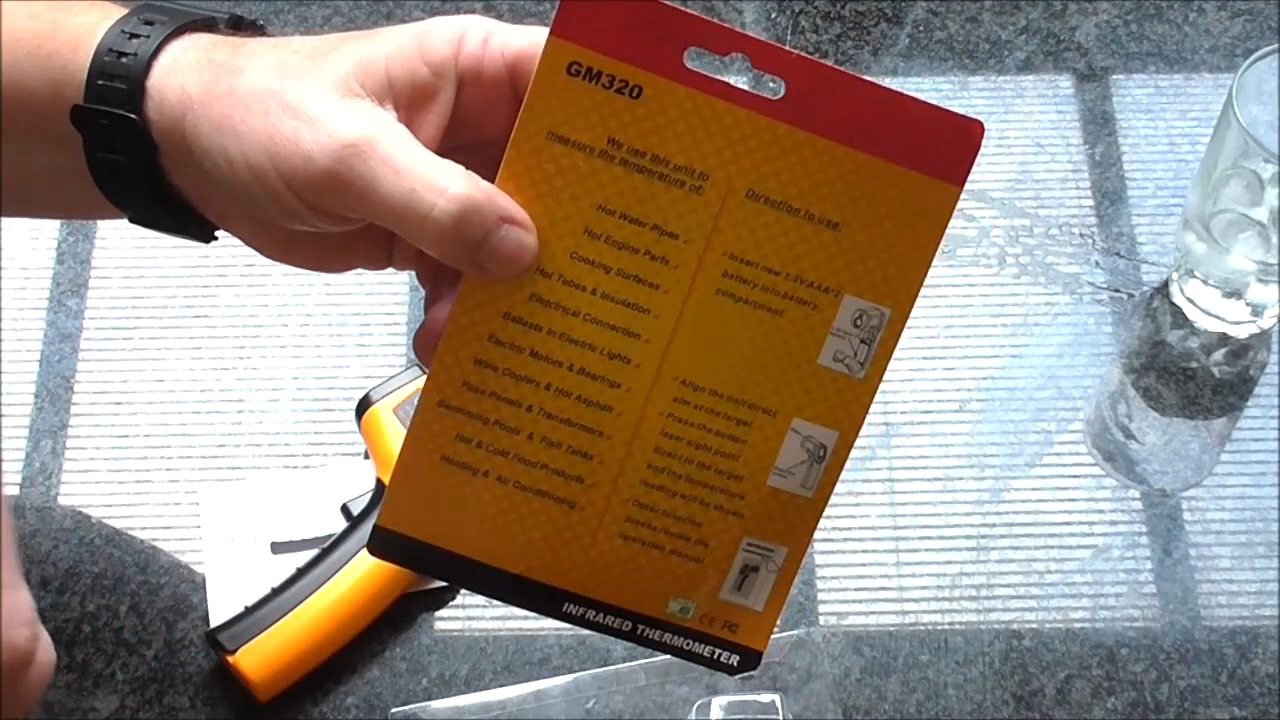 GM320
We use this unit to
measure the temperature of:
Hot Water Pipes
Hot Engine Parts
Cooking Surfaces
Hot Tubes & Insulation
Eletctrical Connection
Ballasts In Electric Lights
Electric Motors & Bearings
Wine Coolers & Hot Asphalt
Fuse Panels & Transformers
Swimming Pools & Fish Tanks
Hot & Cold Food Products
Heating & Air Conditioning
Direction to use:
Insert new 1.5VAAA*2
battery into battery
compartment.
Align the unit direct
aim at the target
Press the button
laser sight point
direct to the target
and the temperature
reading will be shown
Other function
please review the
operation manual
CE FC
INFRARED THERMOMETER